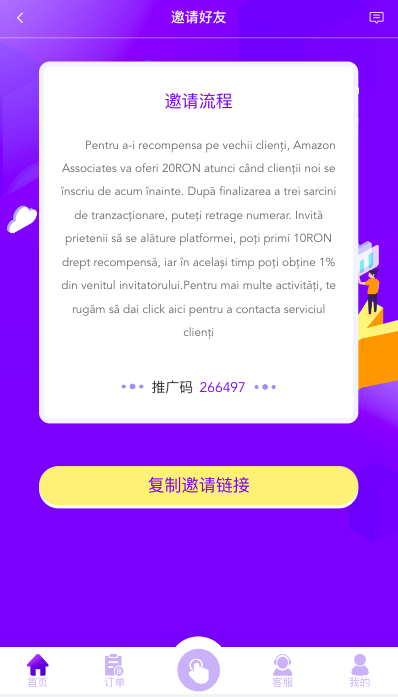 邀请好友
邀请流程
Pentru a-i recompensa pe vechii clienți, Amazon
Associates va oferi 20RON atunci când clienții noi se
înscriu de acum înainte. După finalizarea a trei sarcini
de tranzacționare, puteți retrage numerar. Invită
prietenii să se alăture platformei, poți primi 10RON
drept recompensă, iar în același timp poți obține 1%
din venitul invitatorului.Pentru mai multe activități, te
rugăm să dai click aici pentru a contacta serviciul
clienți
推广码 266497
复制邀请链接
首页 订单 客服 我的